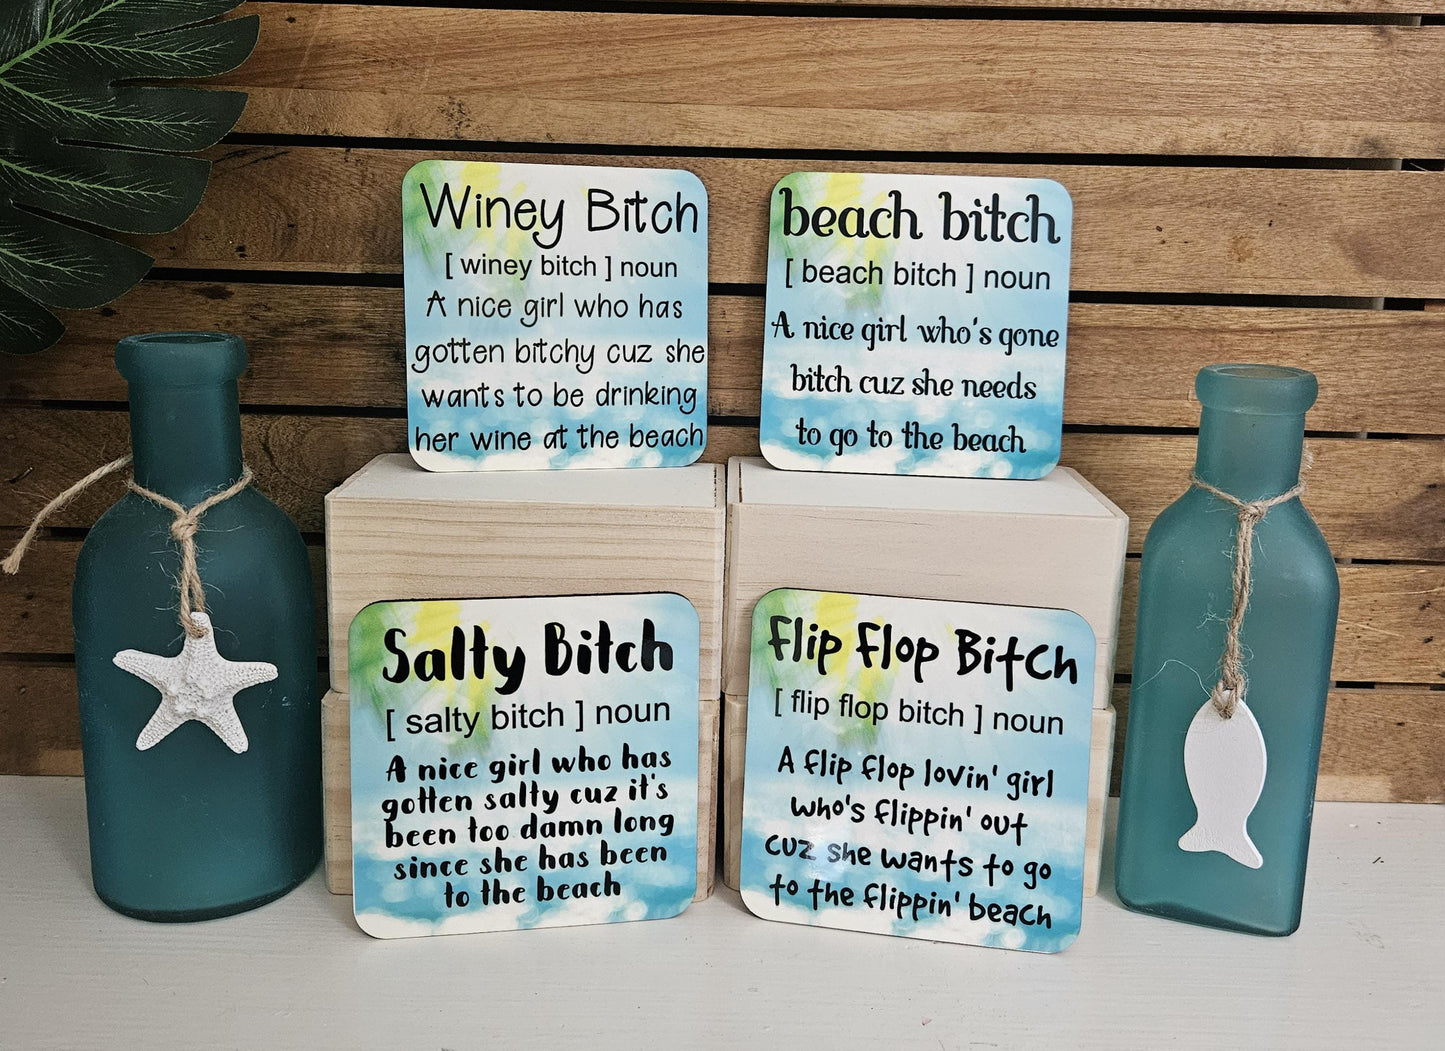 Winey Bitch
[ winey bitch ] noun
A nice girl who has
gotten bitchy cuz she
wants to be drinking
her wine at the beach
beach bitch
[ beach bitch ] noun
A nice girl who's gone
bitch cuz she needs
to go to the beach
Salty Bitch
[ salty bitch ] noun
A nice girl who has
gotten salty cuz it's
been too damn long
since she has been
to the beach
Flip Flop Bitch
[ flip flop bitch ] noun
A flip flop lovin' girl
who's flippin' out
cuz she wants to go
to the flippin' beach